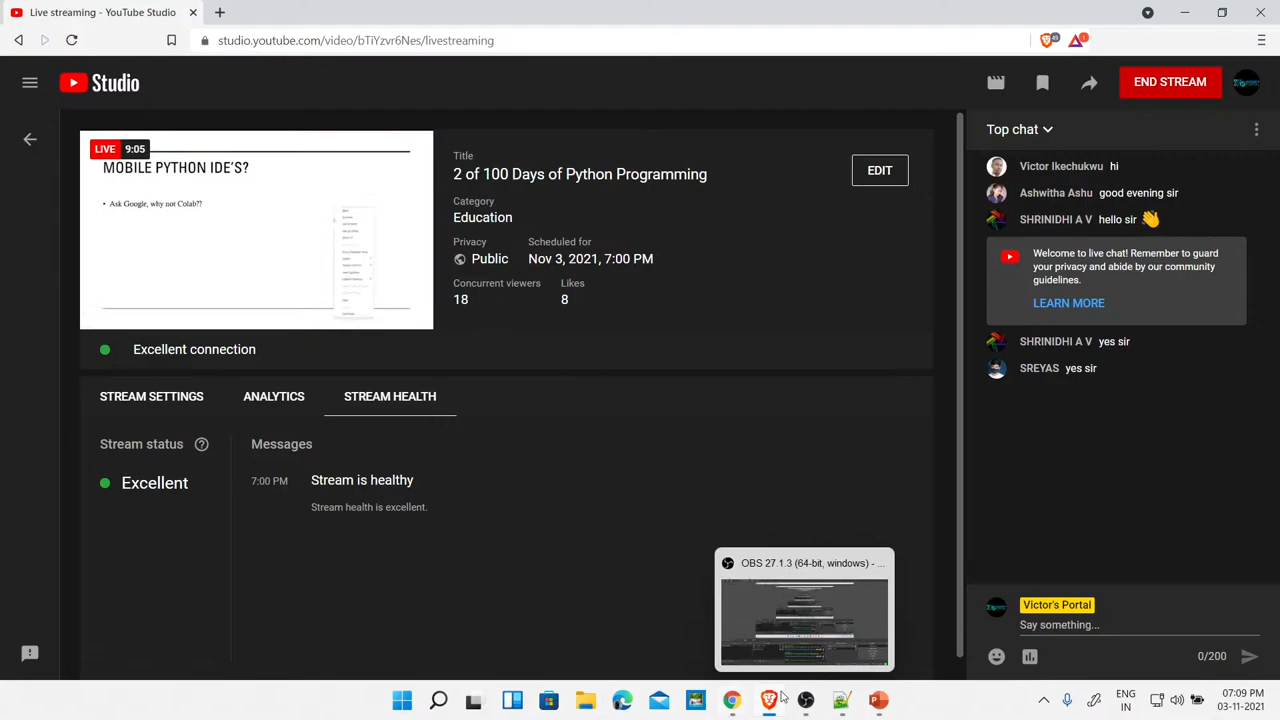 Live streaming - YouTube Studio
studio.youtube.com/video/bTiYzvr6Nes/livestreaming
49
1
Studio
END STREAM
LIVE 9:05
MOBILE PYTHON IDE'S?
• Ask Google, why not Colab??
Title
2 of 100 Days of Python Programming
EDIT
Category
Education
Privacy
Public
Scheduled for
Nov 3, 2021, 7:00 PM
Concurrent viewers
18
Likes
8
Excellent connection
STREAM SETTINGS
ANALYTICS
STREAM HEALTH
Stream status
Excellent
Messages
7:00 PM
Stream is healthy
Stream health is excellent.
Top chat
Victor Ikechukwu hi
Ashwitha Ashu good evening sir
SHRINIDHI A V hello sir
Welcome to live chat! Remember to guard
your privacy and abide by our community
guidelines.
LEARN MORE
SHRINIDHI A V yes sir
SREYAS yes sir
Victor's Portal
Say something...
0/200
OBS 27.1.3 (64-bit, windows) - ...
ENG
IN
07:09 PM
03-11-2021